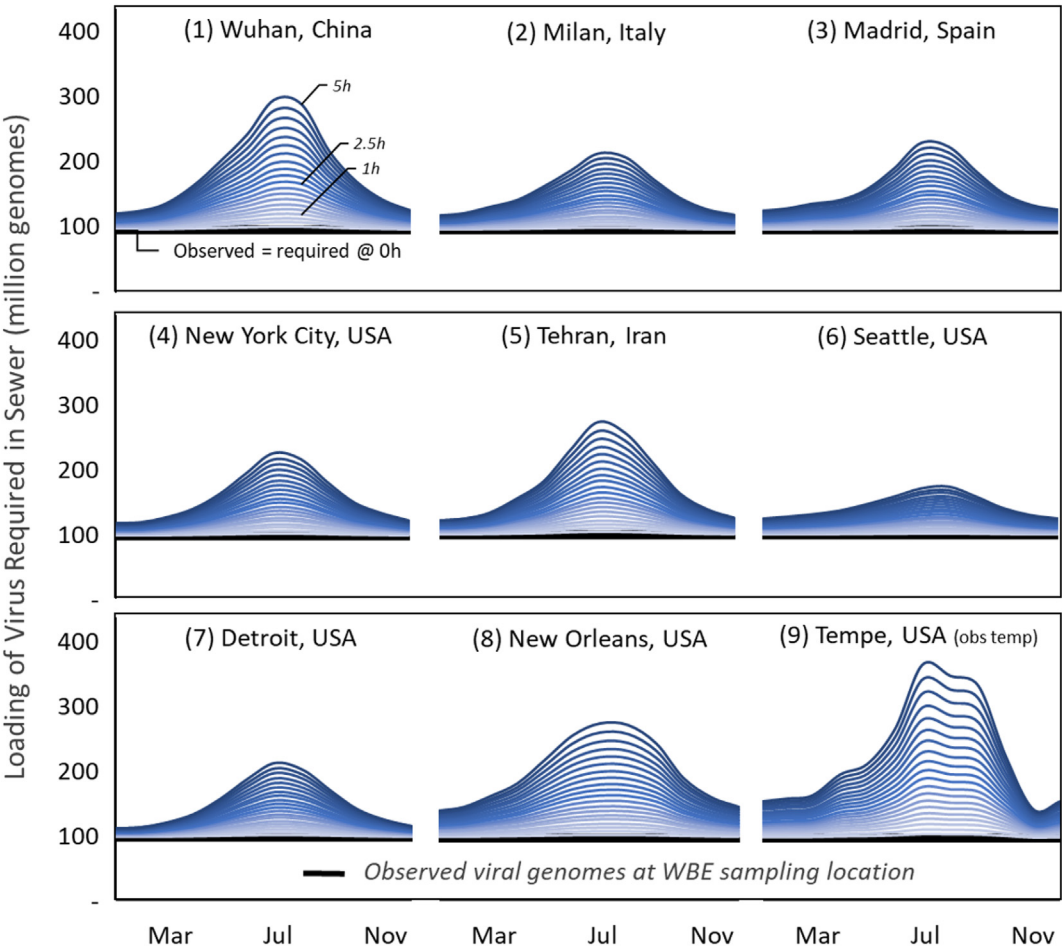 Loading of Virus Required in Sewer (million genomes)
400
300
200
100
-
(1) Wuhan, China
5h
2.5h
1h
Observed = required @ 0h
(2) Milan, Italy
(3) Madrid, Spain
400
300
200
100
-
(4) New York City, USA
(5) Tehran, Iran
(6) Seattle, USA
400
300
200
100
-
(7) Detroit, USA
(8) New Orleans, USA
(9) Tempe, USA (obs temp)
Observed viral genomes at WBE sampling location
Mar Jul Nov
Mar Jul Nov
Mar Jul Nov